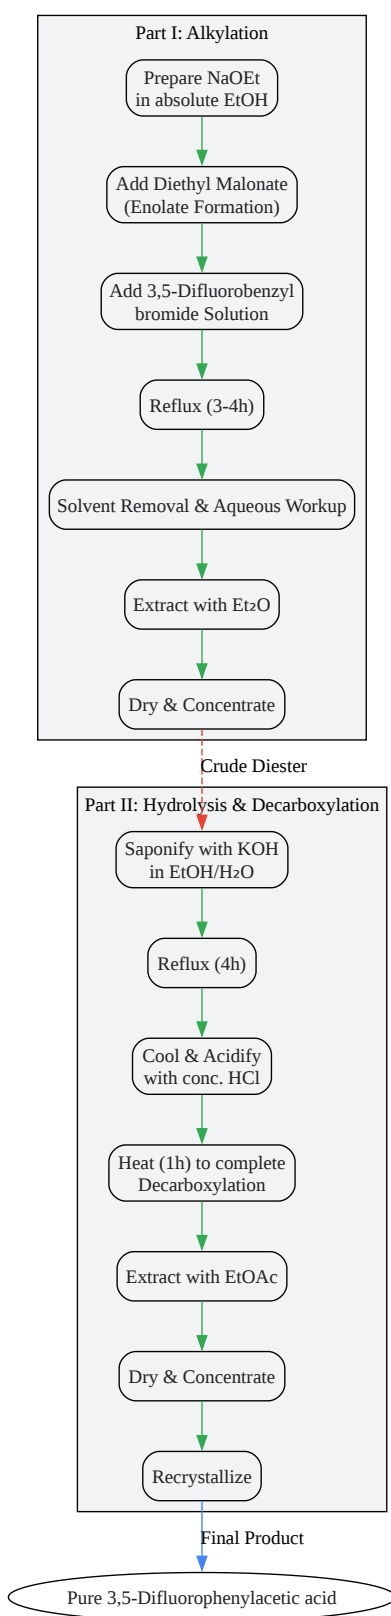 Part I: Alkylation
Prepare NaOEt
in absolute EtOH
Add Diethyl Malonate
(Enolate Formation)
Add 3,5-Difluorobenzyl
bromide Solution
Reflux (3-4h)
Solvent Removal & Aqueous Workup
Extract with Et₂O
Dry & Concentrate
Crude Diester
Part II: Hydrolysis & Decarboxylation
Saponify with KOH
in EtOH/H₂O
Reflux (4h)
Cool & Acidify
with conc. HCl
Heat (1h) to complete
Decarboxylation
Extract with EtOAc
Dry & Concentrate
Recrystallize
Final Product
Pure 3,5-Difluorophenylacetic acid